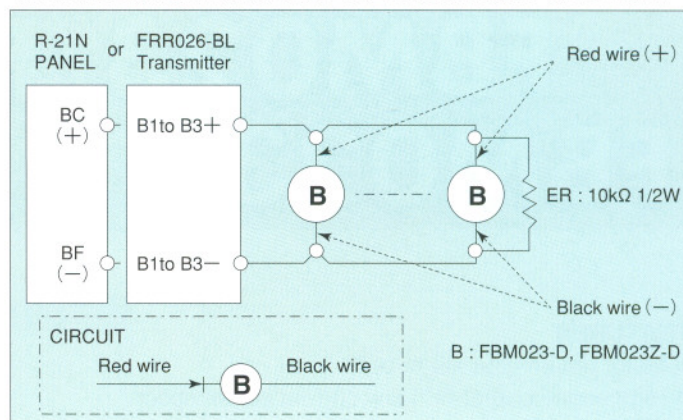 R-21N PANEL or FRR026-BL Transmitter
Red wire (+)
BC (+)
B1to B3+
B
B
ER : 10kΩ 1/2W
BF (−)
B1to B3−
Black wire (−)
CIRCUIT
Red wire
B
Black wire
B : FBM023-D, FBM023Z-D